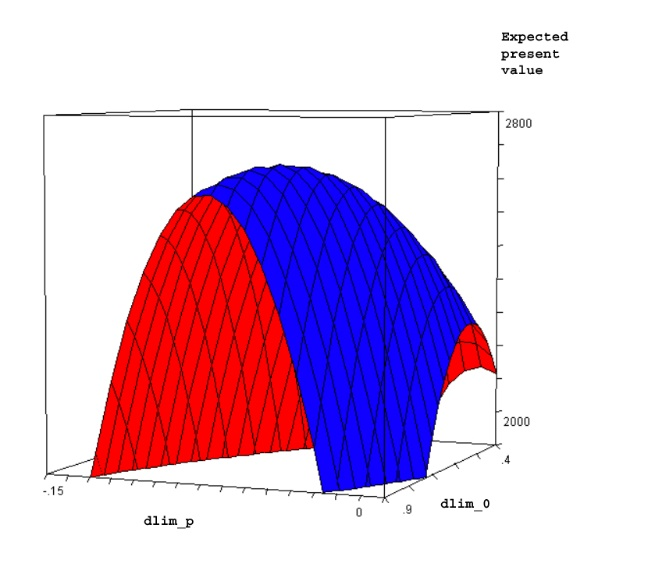 Expected
present
value
2800
2000
.4
-.15
0
.9
dlim_0
dlim_p